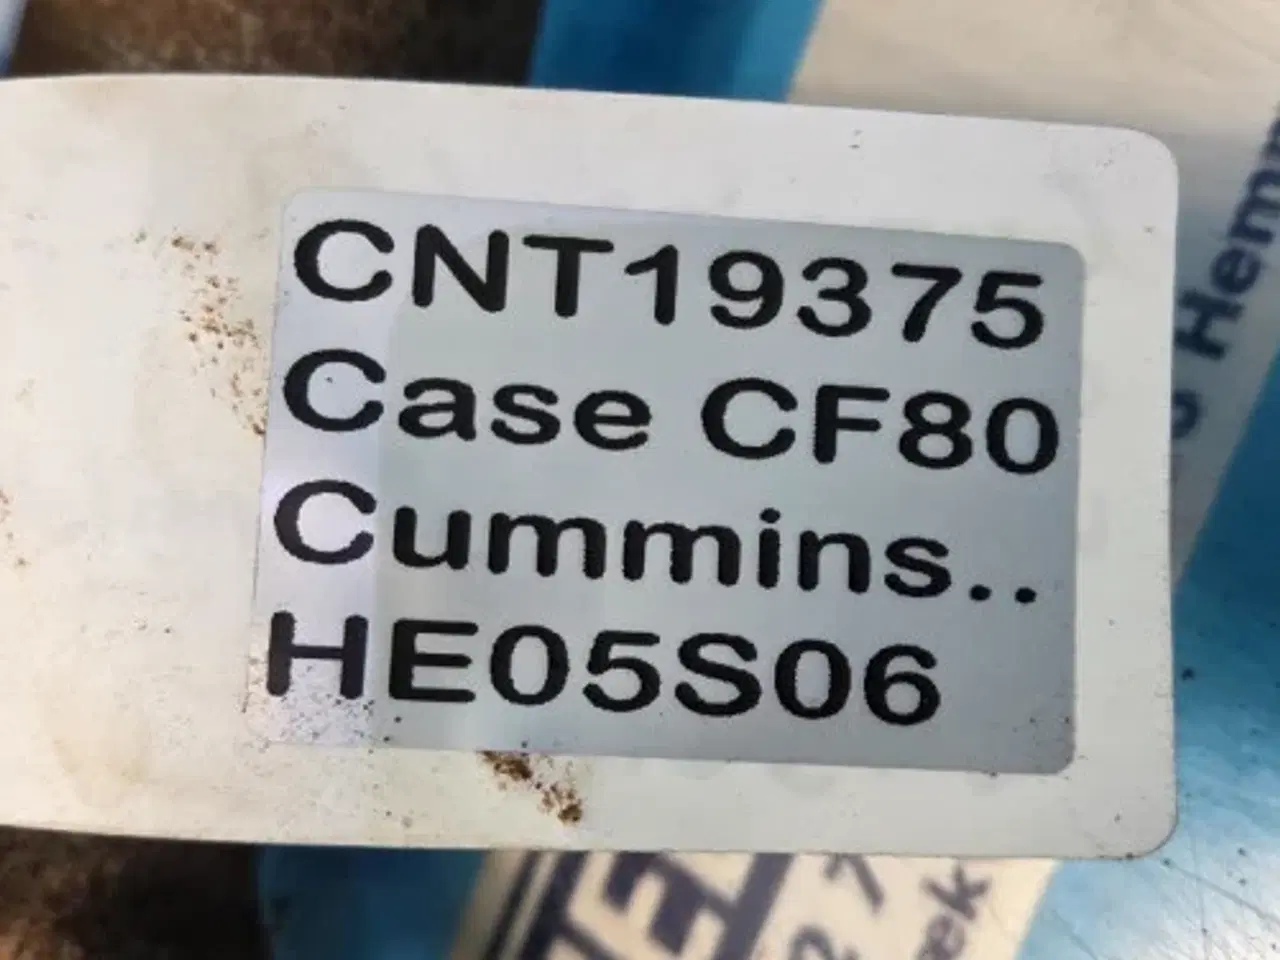 CNT19375
Case CF80
Cummins..
HE05S06